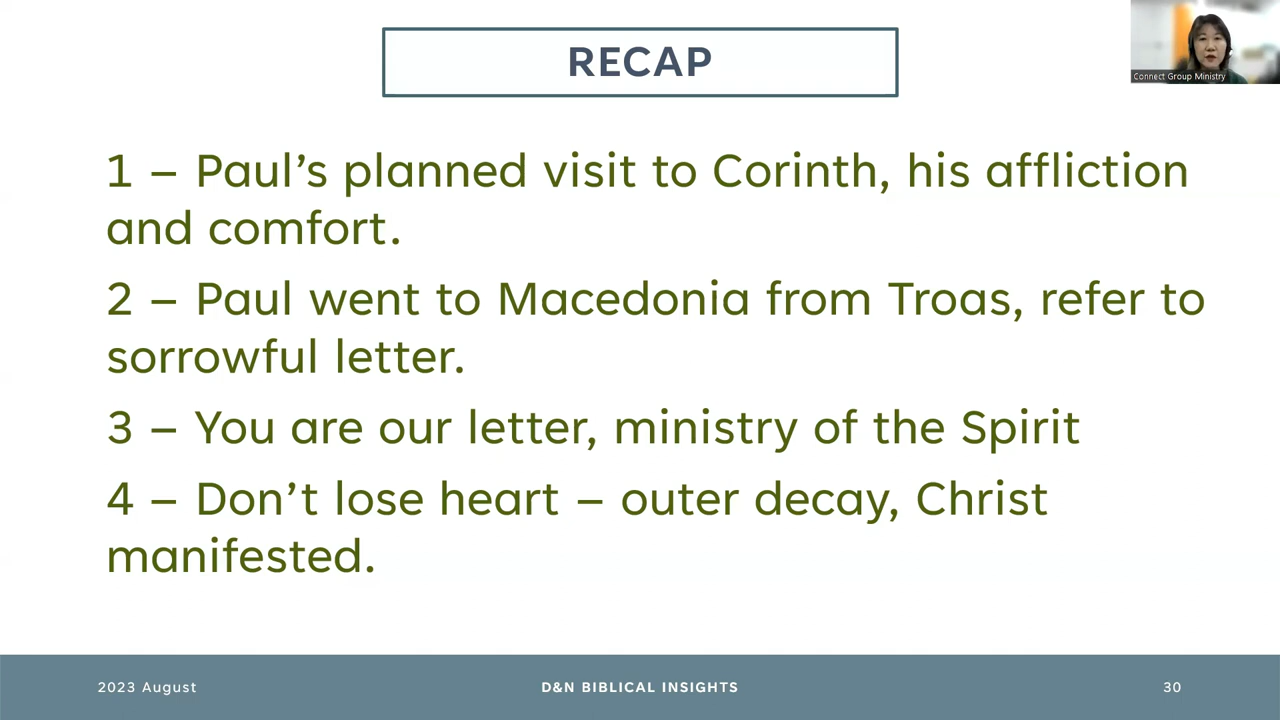 RECAP
Connect Group Ministry
1 – Paul’s planned visit to Corinth, his affliction
and comfort.
2 – Paul went to Macedonia from Troas, refer to
sorrowful letter.
3 – You are our letter, ministry of the Spirit
4 – Don’t lose heart – outer decay, Christ
manifested.
2023 August
D&N BIBLICAL INSIGHTS
30